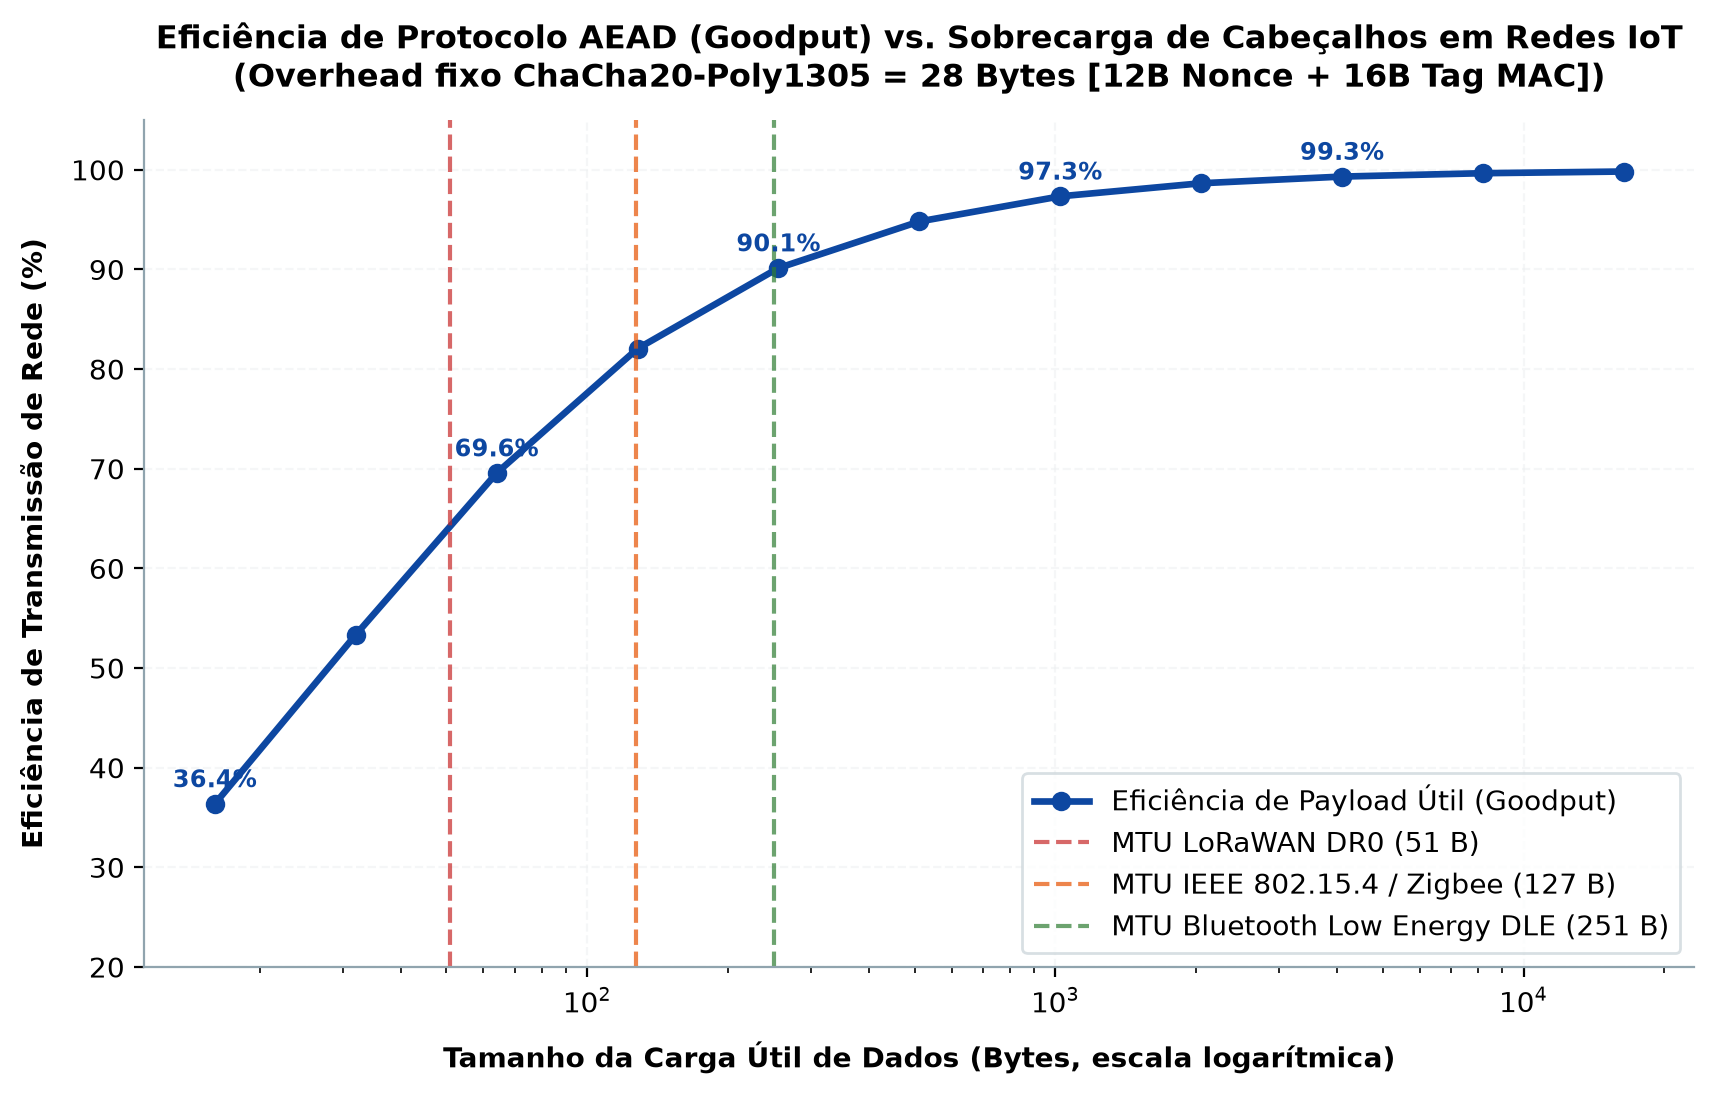 Eficiência de Protocolo AEAD (Goodput) vs. Sobrecarga de Cabeçalhos em Redes IoT
(Overhead fixo ChaCha20-Poly1305 = 28 Bytes [12B Nonce + 16B Tag MAC])
Eficiência de Transmissão de Rede (%)
100
90
80
70
60
50
40
30
20
36.4%
69.6%
90.1%
97.3%
99.3%
Eficiência de Payload Útil (Goodput)
MTU LoRaWAN DR0 (51 B)
MTU IEEE 802.15.4 / Zigbee (127 B)
MTU Bluetooth Low Energy DLE (251 B)
10² 10³ 10⁴
Tamanho da Carga Útil de Dados (Bytes, escala logarítmica)